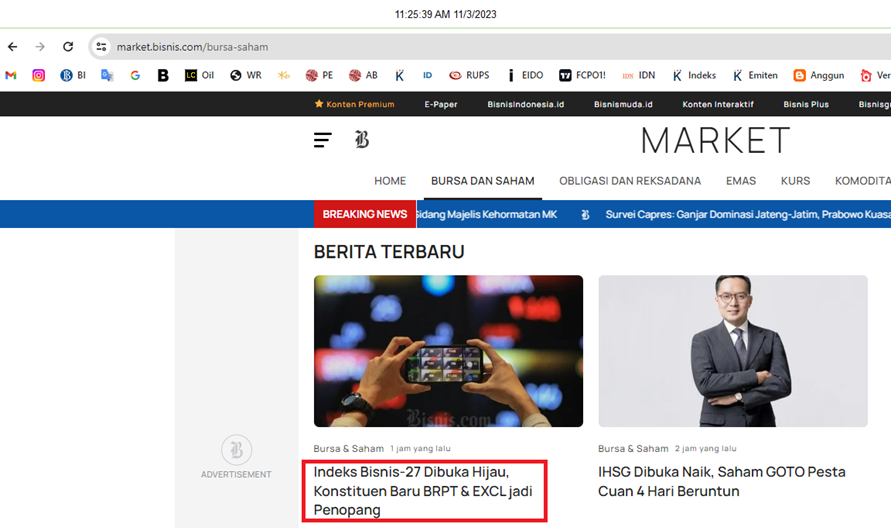 11:25:39 AM 11/3/2023
market.bisnis.com/bursa-saham
BI
LC Oil
WR
PE
AB
ID
RUPS
EIDO
FCPO1!
IDN IDN
Indeks
Emiten
Anggun
Ver
Konten Premium
E-Paper
BisnisIndonesia.id
Bisnismuda.id
Konten Interaktif
Bisnis Plus
Bisnisg
B
MARKET
HOME
BURSA DAN SAHAM
OBLIGASI DAN REKSADANA
EMAS
KURS
KOMODITA
BREAKING NEWS
Sidang Majelis Kehormatan MK
Survei Capres: Ganjar Dominasi Jateng-Jatim, Prabowo Kuasa
BERITA TERBARU
Bisnis.com
B
ADVERTISEMENT
Bursa & Saham 1 jam yang lalu
Indeks Bisnis-27 Dibuka Hijau,
Konstituen Baru BRPT & EXCL jadi
Penopang
Bursa & Saham 2 jam yang lalu
IHSG Dibuka Naik, Saham GOTO Pesta
Cuan 4 Hari Beruntun